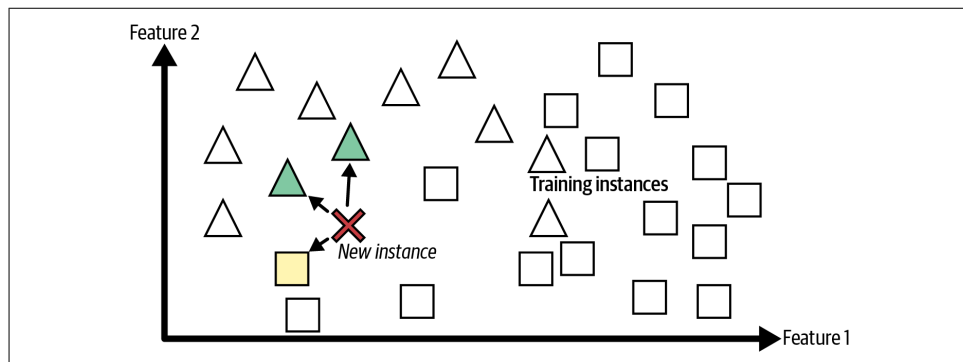 Feature 2
Training instances
New instance
Feature 1